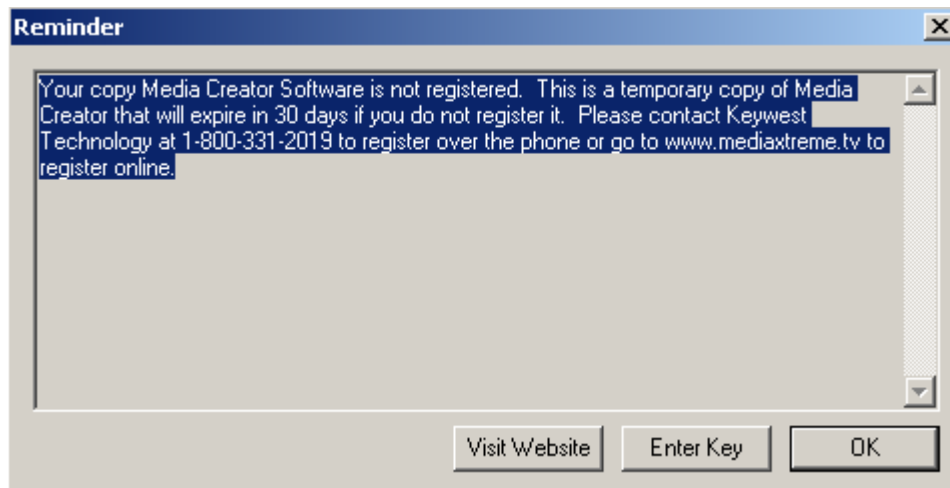 Reminder
Your copy Media Creator Software is not registered.  This is a temporary copy of Media
Creator that will expire in 30 days if you do not register it.  Please contact Keywest
Technology at 1-800-331-2019 to register over the phone or go to www.mediaxtreme.tv to
register online.
Visit Website Enter Key OK